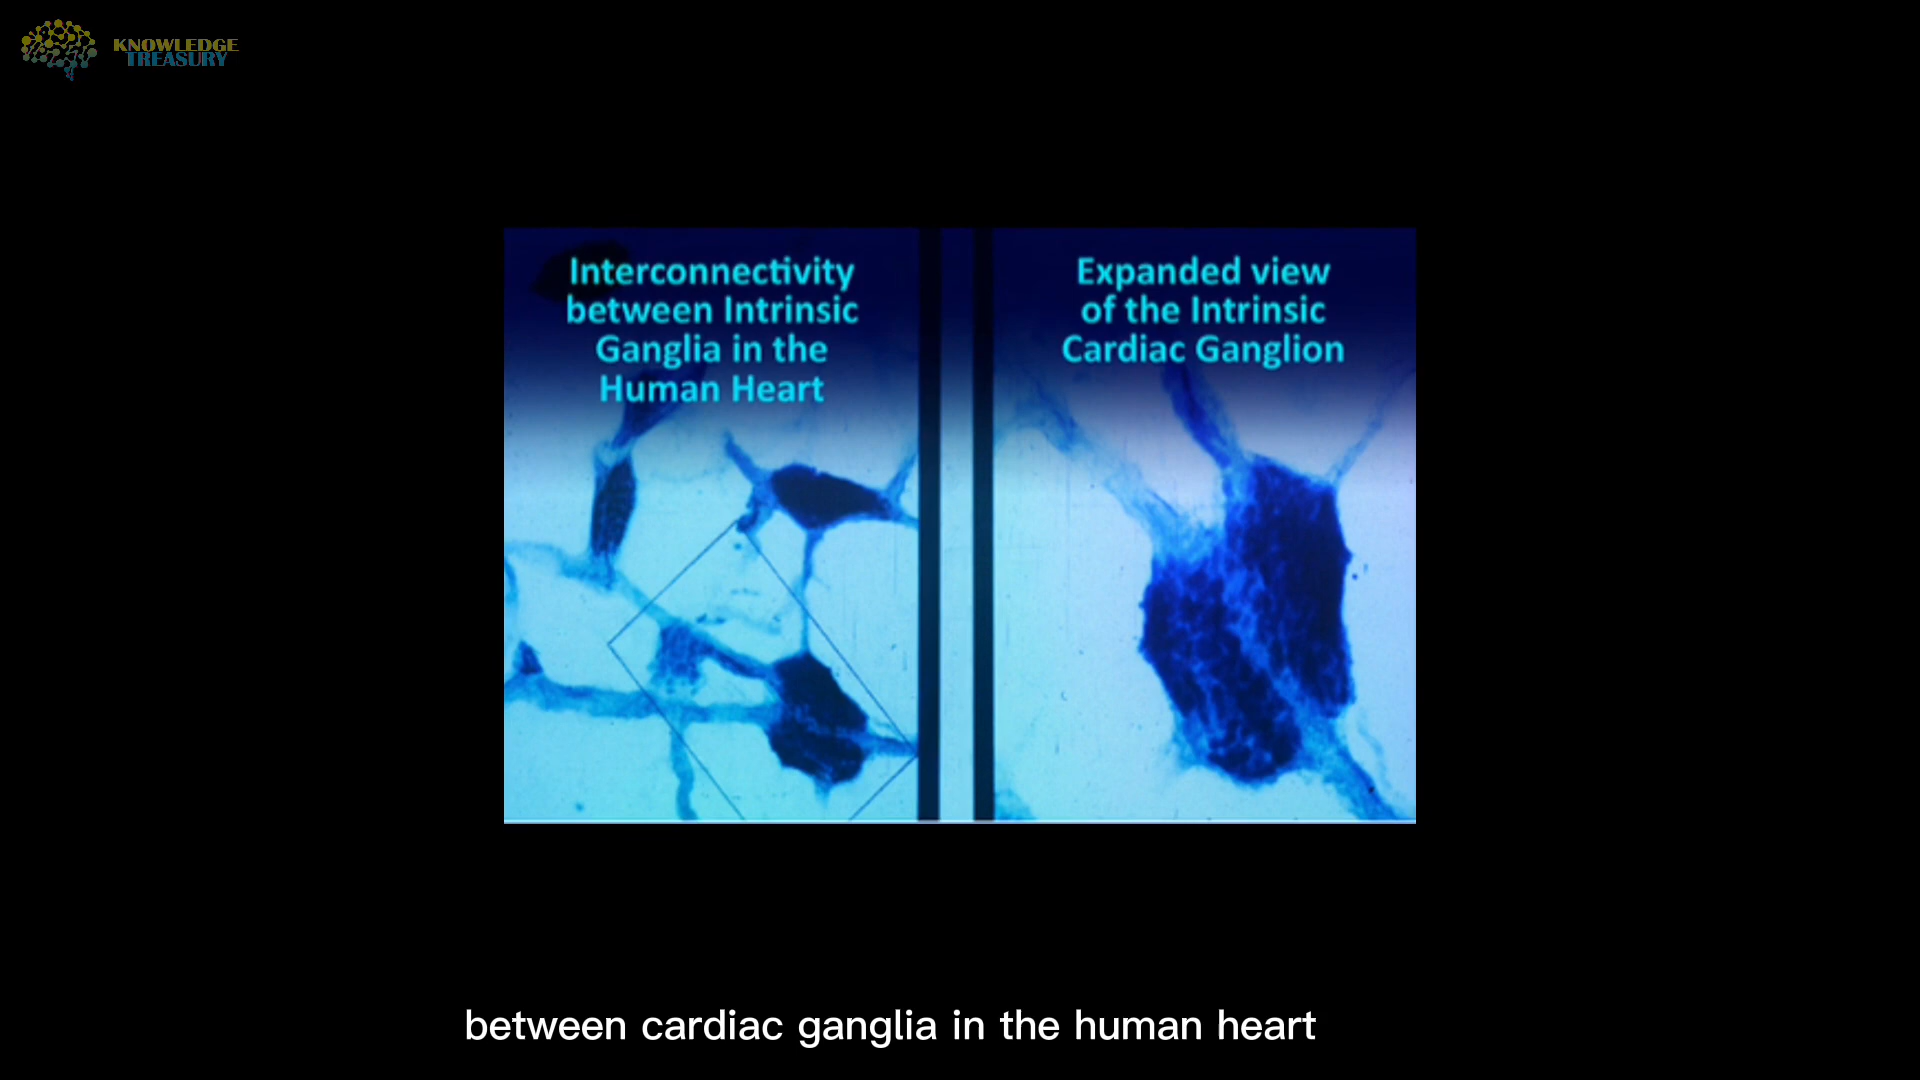 KNOWLEDGE
TREASURY
Interconnectivity
between Intrinsic
Ganglia in the
Human Heart
Expanded view
of the Intrinsic
Cardiac Ganglion
between cardiac ganglia in the human heart